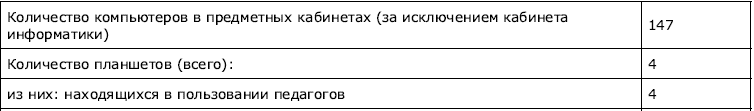 Количество компьютеров в предметных кабинетах (за исключением кабинета
информатики)
147
Количество планшетов (всего):
4
из них: находящихся в пользовании педагогов
4